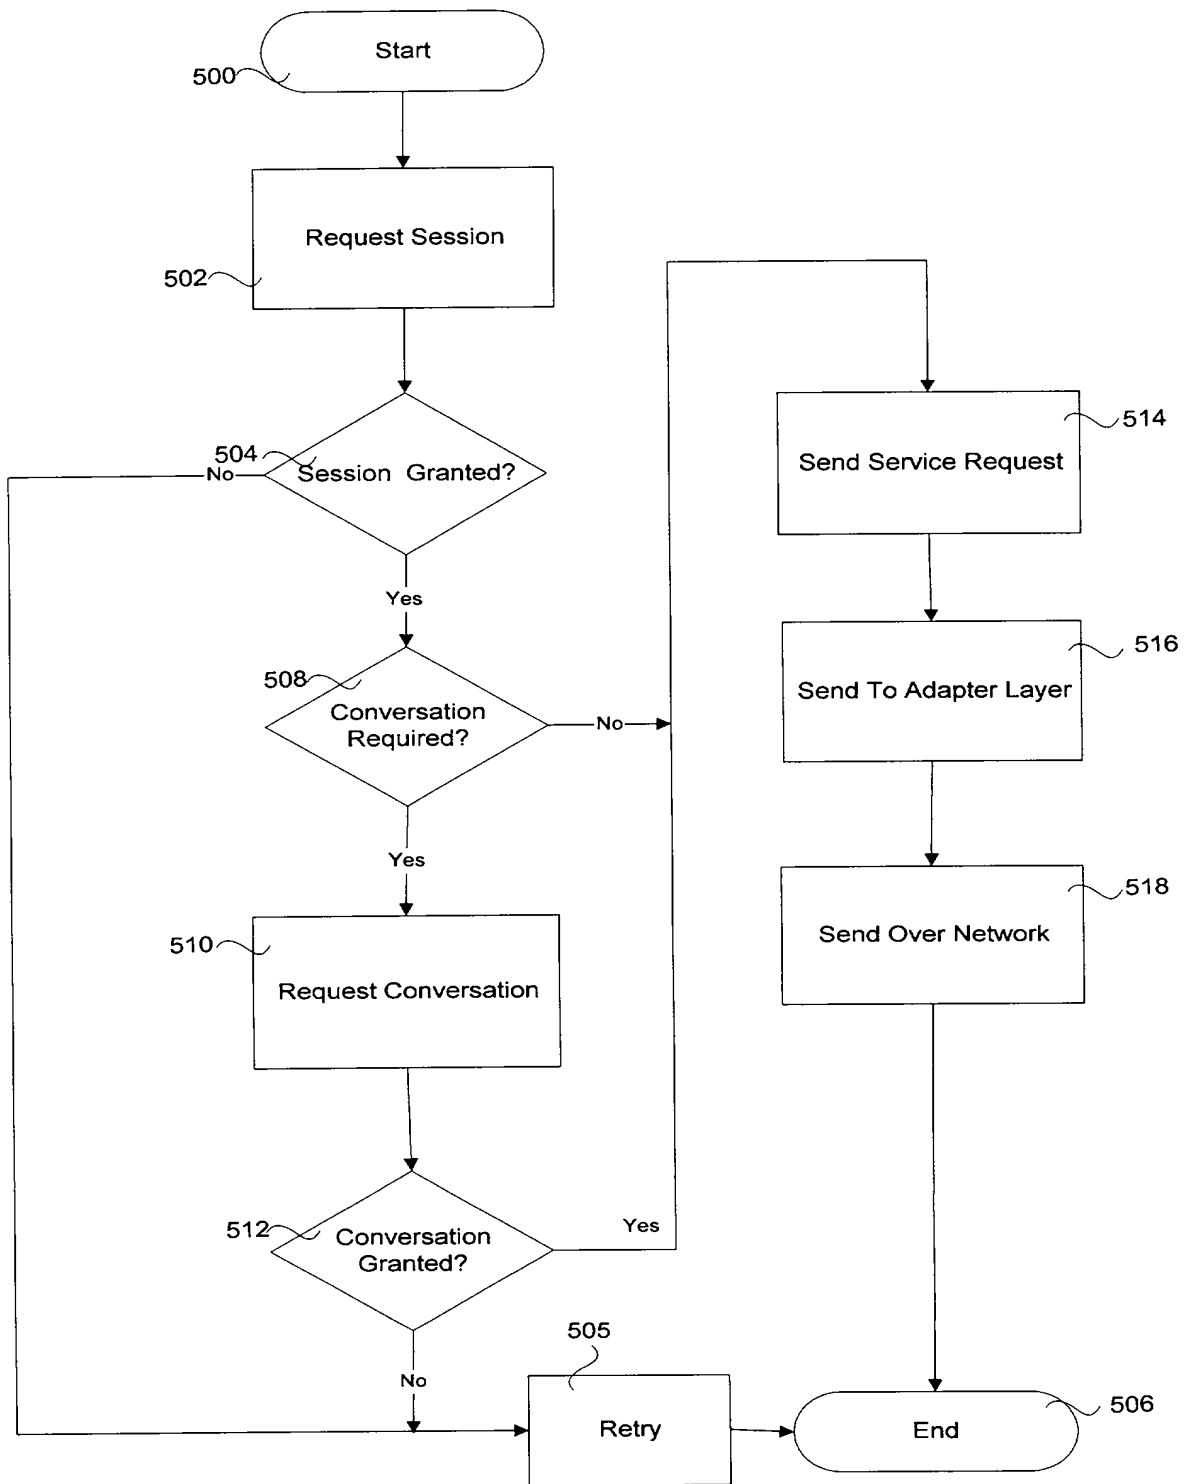 Start
500
Request Session
502
504
Session Granted?
No
Yes
508
Conversation
Required?
No
Yes
510
Request Conversation
512
Conversation
Granted?
Yes
No
514
Send Service Request
516
Send To Adapter Layer
518
Send Over Network
505
Retry
506
End